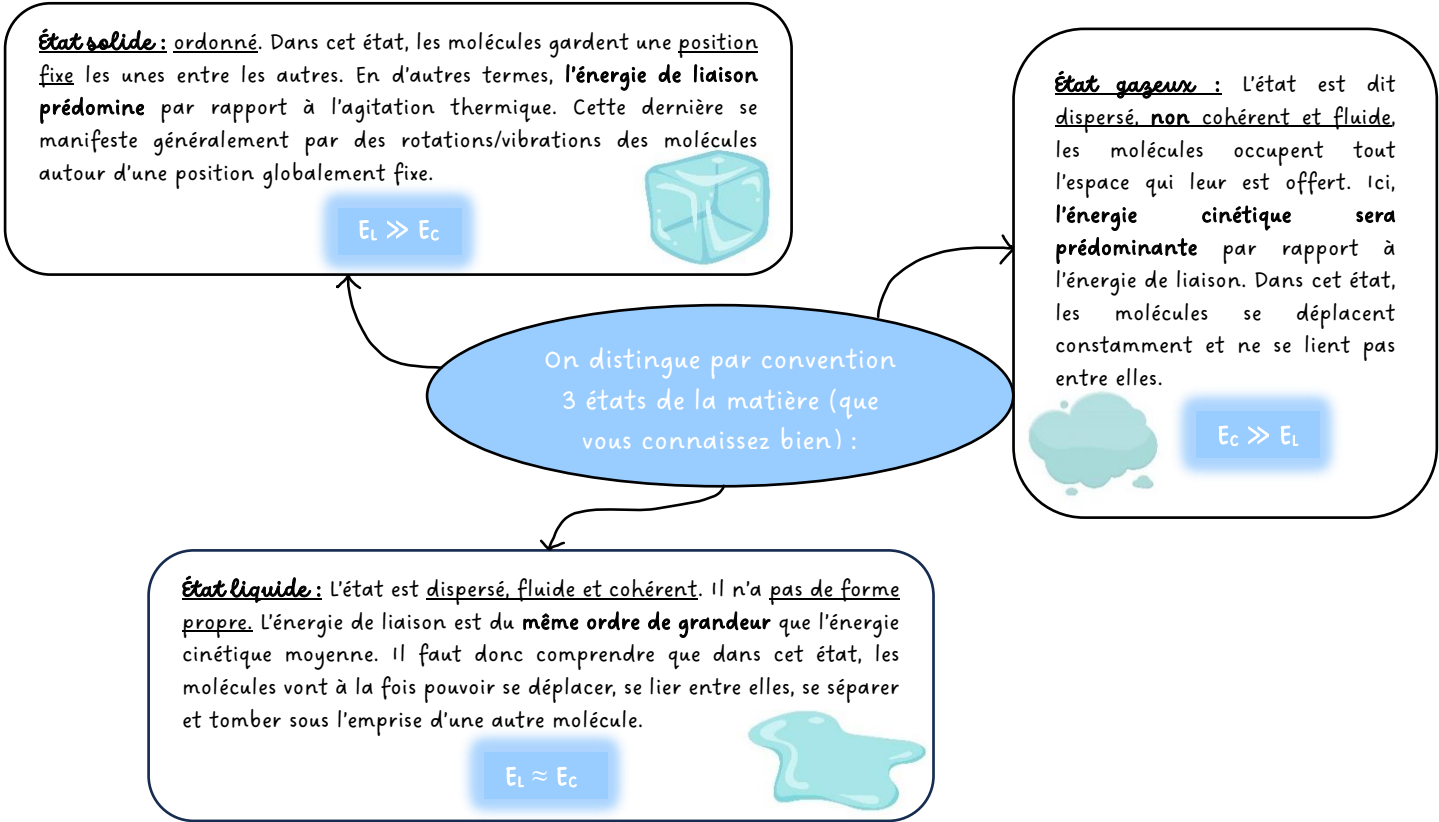 État solide : ordonné. Dans cet état, les molécules gardent une position
fixe les unes entre les autres. En d'autres termes, l'énergie de liaison
prédomine par rapport à l'agitation thermique. Cette dernière se
manifeste généralement par des rotations/vibrations des molécules
autour d'une position globalement fixe.
EL ≫ EC
État gazeux : L'état est dit
dispersé, non cohérent et fluide,
les molécules occupent tout
l'espace qui leur est offert. Ici,
l'énergie cinétique sera
prédominante par rapport à
l'énergie de liaison. Dans cet état,
les molécules se déplacent
constamment et ne se lient pas
entre elles.
EC ≫ EL
On distingue par convention
3 états de la matière (que
vous connaissez bien) :
État liquide : L'état est dispersé, fluide et cohérent. Il n'a pas de forme
propre. L'énergie de liaison est du même ordre de grandeur que l'énergie
cinétique moyenne. Il faut donc comprendre que dans cet état, les
molécules vont à la fois pouvoir se déplacer, se lier entre elles, se séparer
et tomber sous l'emprise d'une autre molécule.
EL ≈ EC